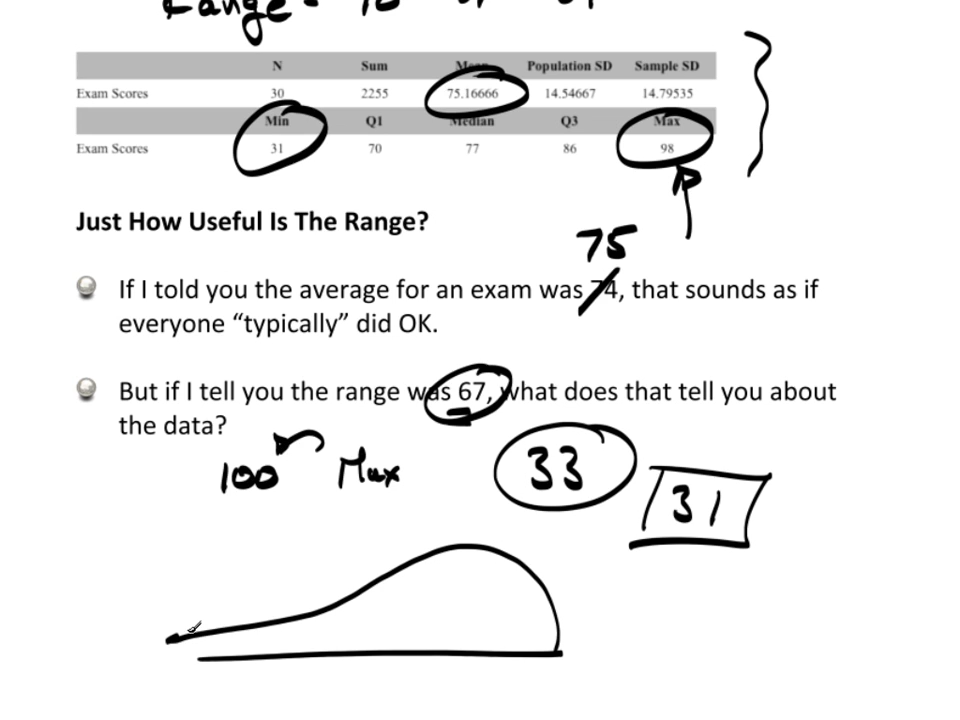 Range =
N Sum Mean Population SD Sample SD
Exam Scores 30 2255 75.16666 14.54667 14.79535
Min Q1 Median Q3 Max
Exam Scores 31 70 77 86 98
Just How Useful Is The Range?
75
If I told you the average for an exam was 74, that sounds as if
everyone “typically” did OK.
But if I tell you the range was 67, what does that tell you about
the data?
100 Max 33
31